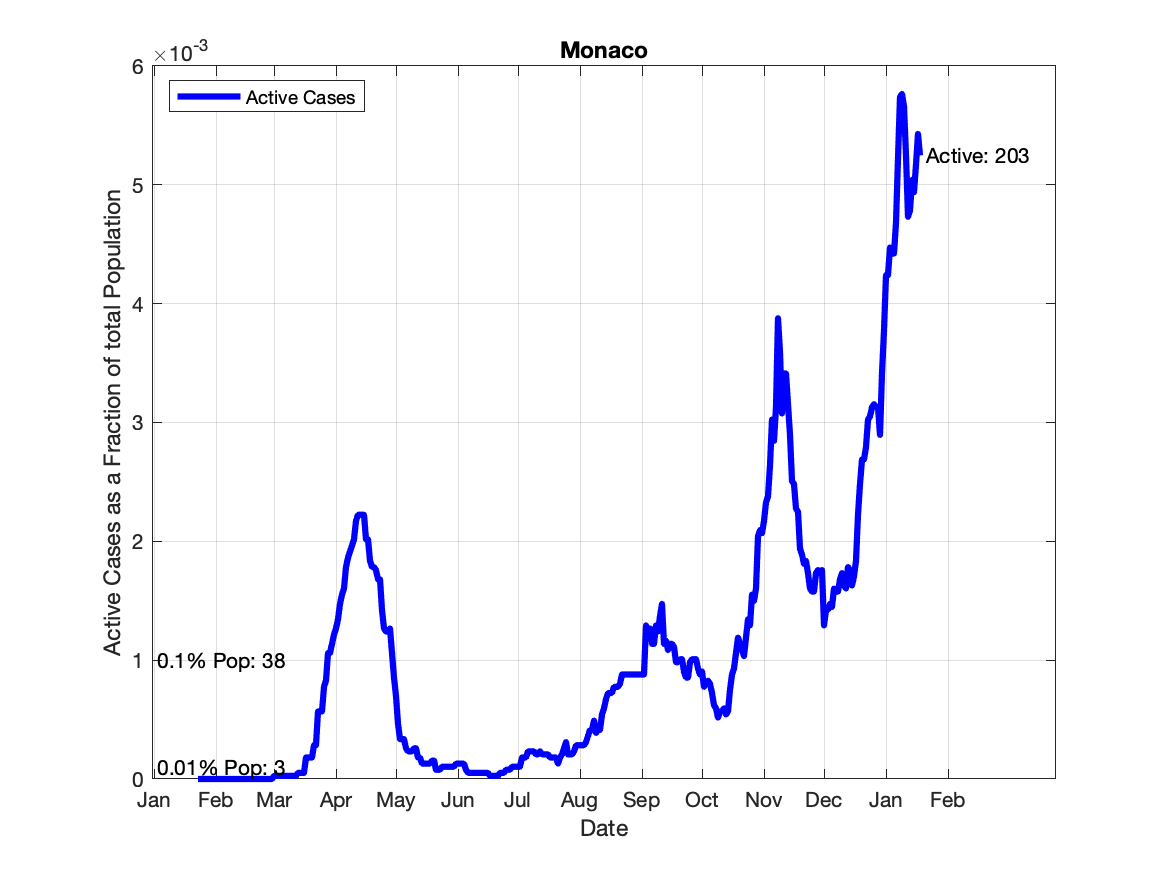 Monaco
×10-3
6
Active Cases
5
Active: 203
4
3
2
1
0.1% Pop: 38
0
0.01% Pop: 3
Active Cases as a Fraction of total Population
Jan Feb Mar Apr May Jun Jul Aug Sep Oct Nov Dec Jan Feb
Date